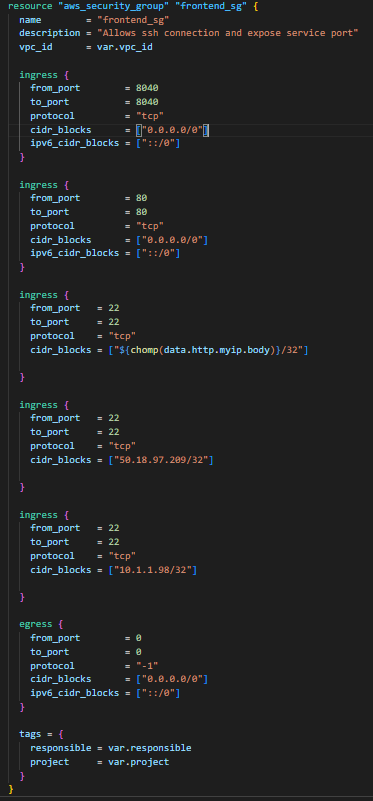 resource "aws_security_group" "frontend_sg" {
  name        = "frontend_sg"
  description = "Allows ssh connection and expose service port"
  vpc_id      = var.vpc_id
  ingress {
    from_port        = 8040
    to_port          = 8040
    protocol         = "tcp"
    cidr_blocks      = ["0.0.0.0/0"]
    ipv6_cidr_blocks = ["::/0"]
  }
  ingress {
    from_port        = 80
    to_port          = 80
    protocol         = "tcp"
    cidr_blocks      = ["0.0.0.0/0"]
    ipv6_cidr_blocks = ["::/0"]
  }
  ingress {
    from_port   = 22
    to_port     = 22
    protocol    = "tcp"
    cidr_blocks = ["${chomp(data.http.myip.body)}/32"]
  }
  ingress {
    from_port   = 22
    to_port     = 22
    protocol    = "tcp"
    cidr_blocks = ["50.18.97.209/32"]
  }
  ingress {
    from_port   = 22
    to_port     = 22
    protocol    = "tcp"
    cidr_blocks = ["10.1.1.98/32"]
  }
  egress {
    from_port        = 0
    to_port          = 0
    protocol         = "-1"
    cidr_blocks      = ["0.0.0.0/0"]
    ipv6_cidr_blocks = ["::/0"]
  }
  tags = {
    responsible = var.responsible
    project     = var.project
  }
}